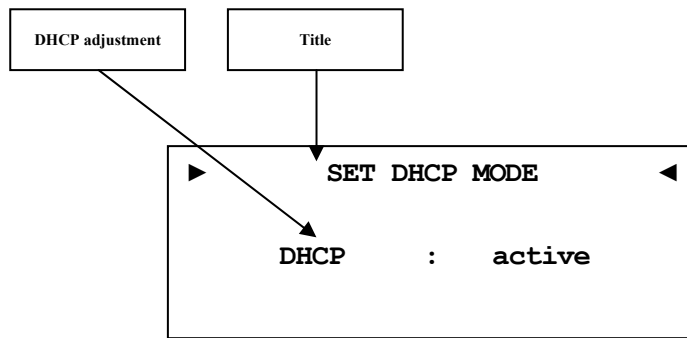 DHCP adjustment
Title
► SET DHCP MODE ◄
DHCP : active